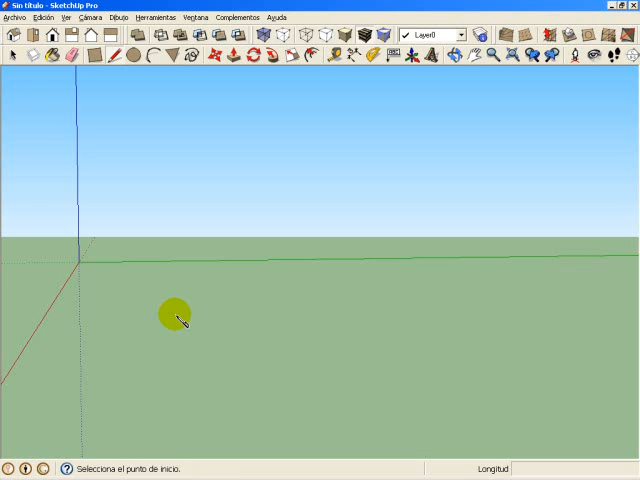 Sin título - SketchUp Pro
Archivo Edición Ver Cámara Dibujo Herramientas Ventana Complementos Ayuda
Layer0
Selecciona el punto de inicio. Longitud